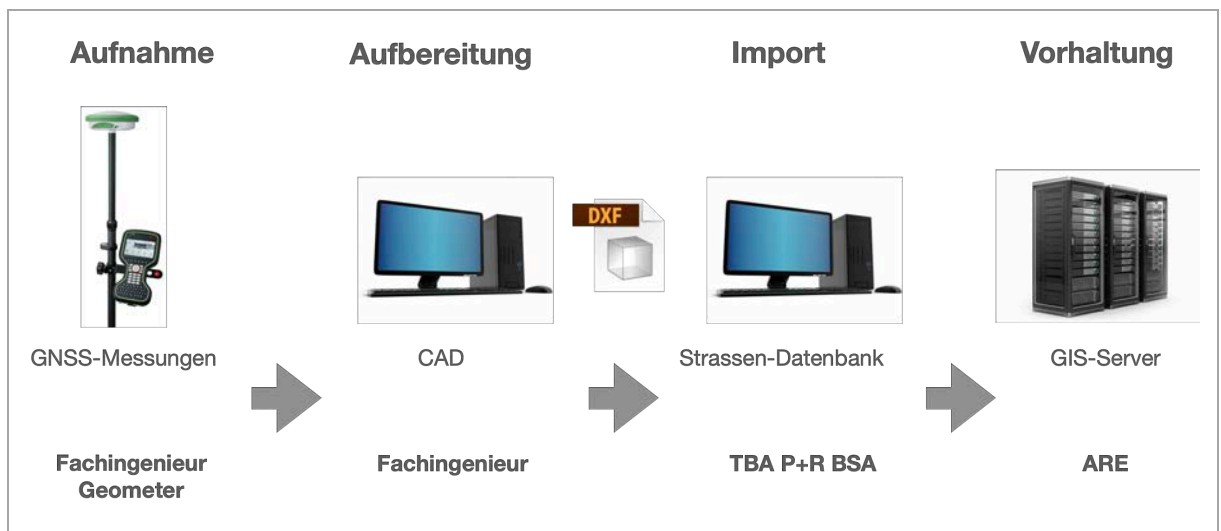 Aufnahme
Aufbereitung
Import
Vorhaltung
DXF
GNSS-Messungen
CAD
Strassen-Datenbank
GIS-Server
Fachingenieur
Geometer
Fachingenieur
TBA P+R BSA
ARE